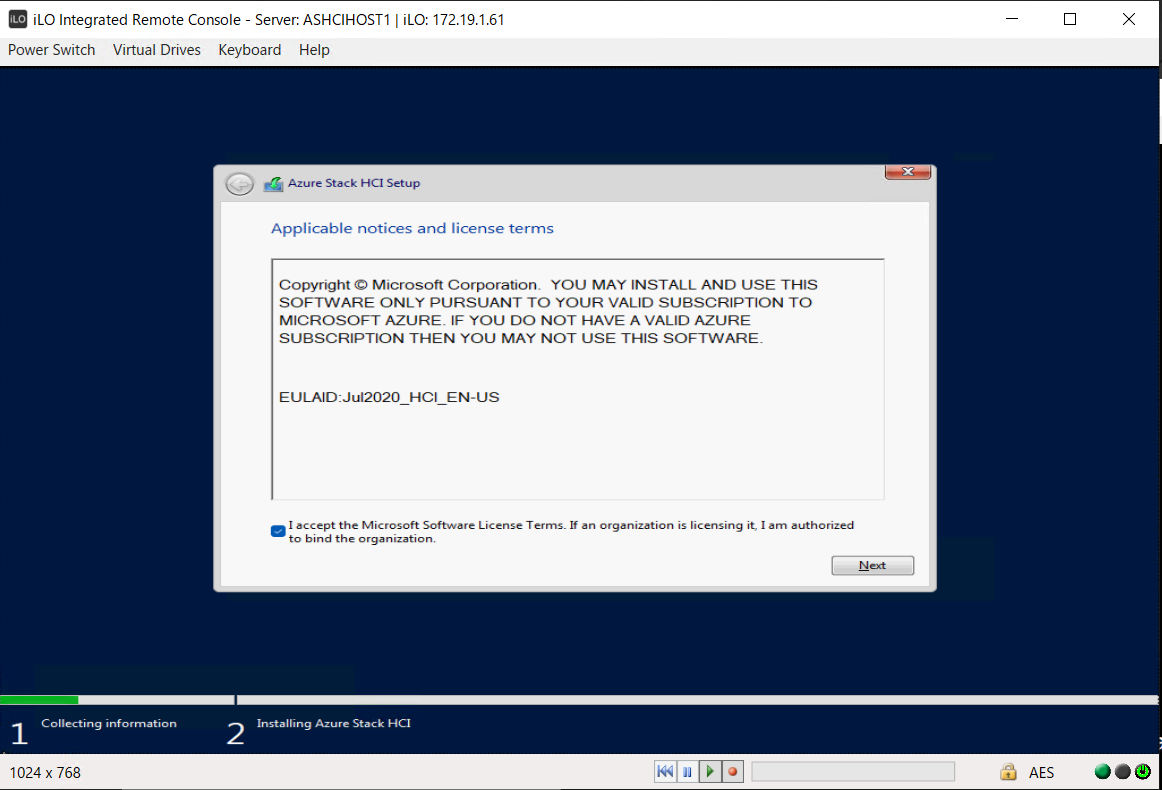 iLO iLO Integrated Remote Console - Server: ASHCIHOST1 | iLO: 172.19.1.61
Power Switch Virtual Drives Keyboard Help
Azure Stack HCI Setup
Applicable notices and license terms
Copyright © Microsoft Corporation. YOU MAY INSTALL AND USE THIS
SOFTWARE ONLY PURSUANT TO YOUR VALID SUBSCRIPTION TO
MICROSOFT AZURE. IF YOU DO NOT HAVE A VALID AZURE
SUBSCRIPTION THEN YOU MAY NOT USE THIS SOFTWARE.
EULAID:Jul2020_HCI_EN-US
I accept the Microsoft Software License Terms. If an organization is licensing it, I am authorized
to bind the organization.
Next
1 Collecting information 2 Installing Azure Stack HCI
1024 x 768 AES